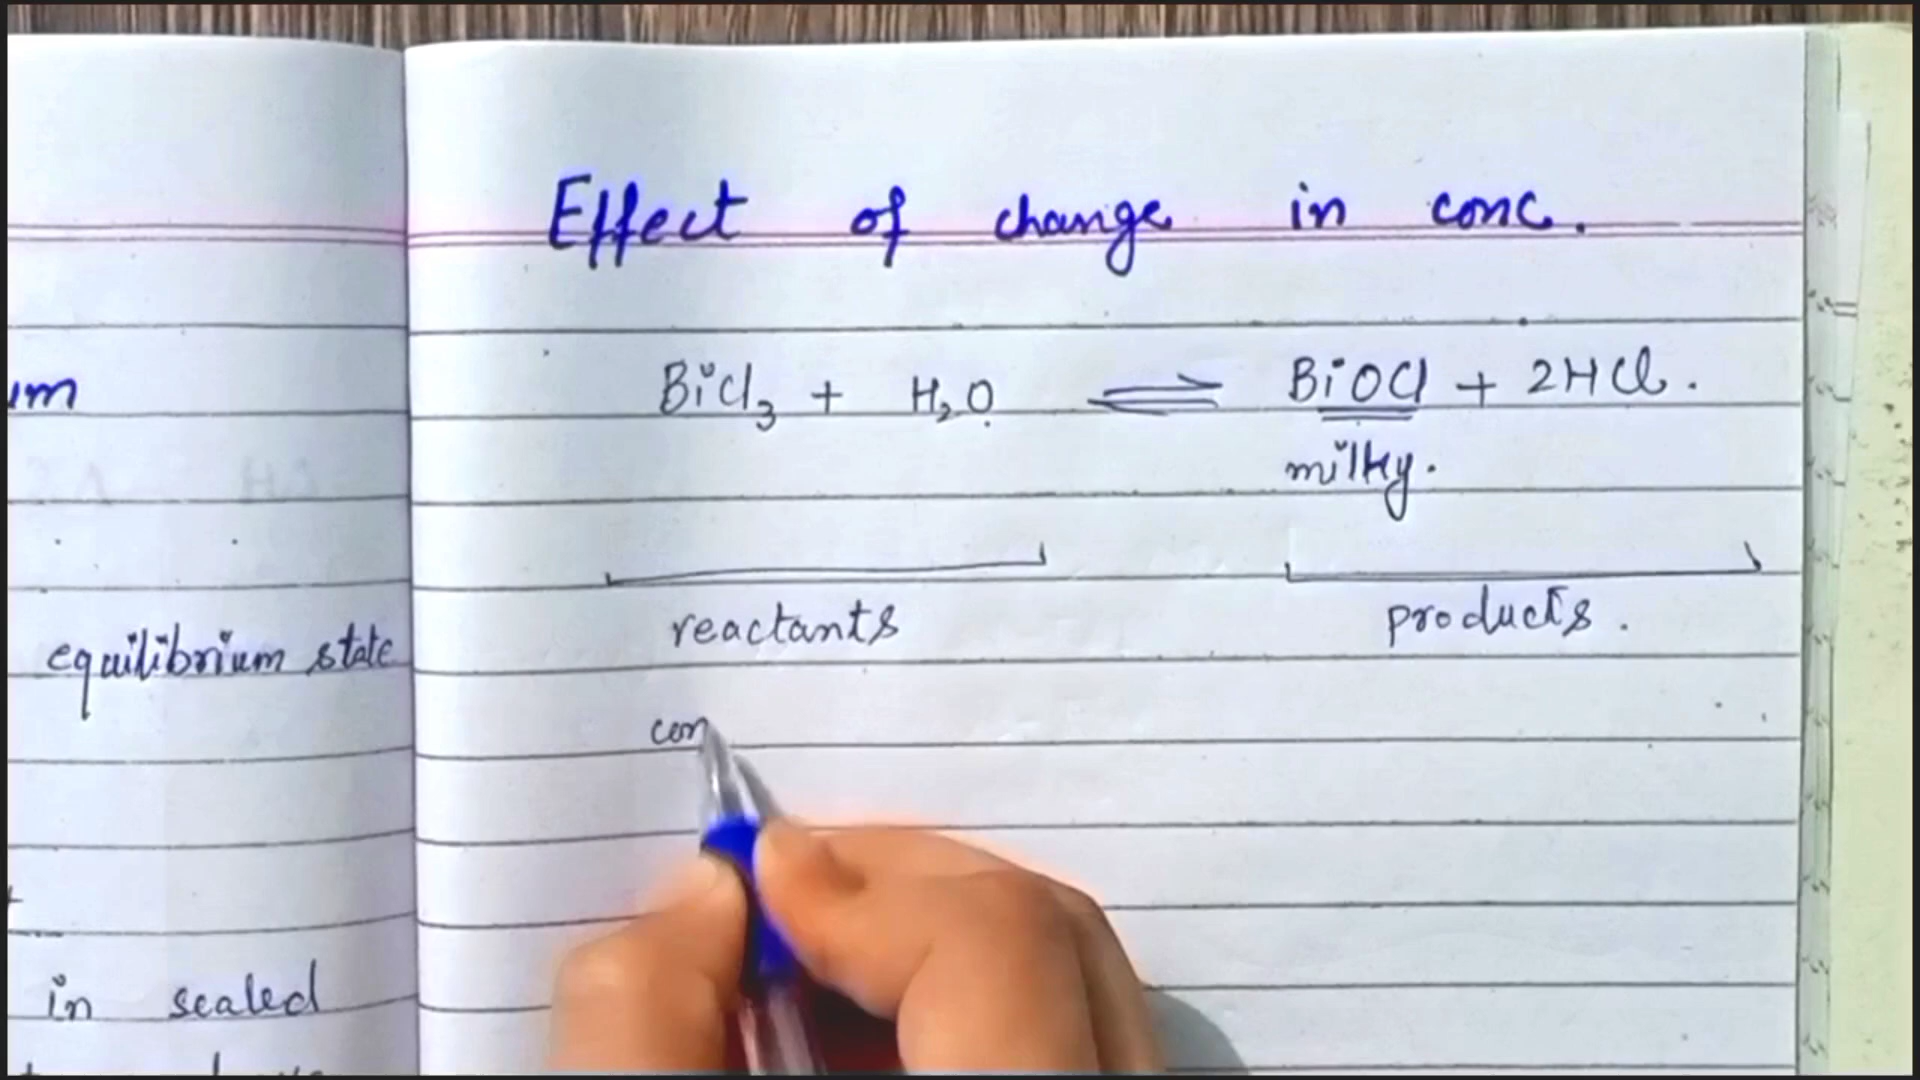 Effect of change in conc.
um
BiCl₃ + H₂O ⇌ BiOCl + 2HCl.
milky.
equilibrium state
reactants
products.
con
in sealed